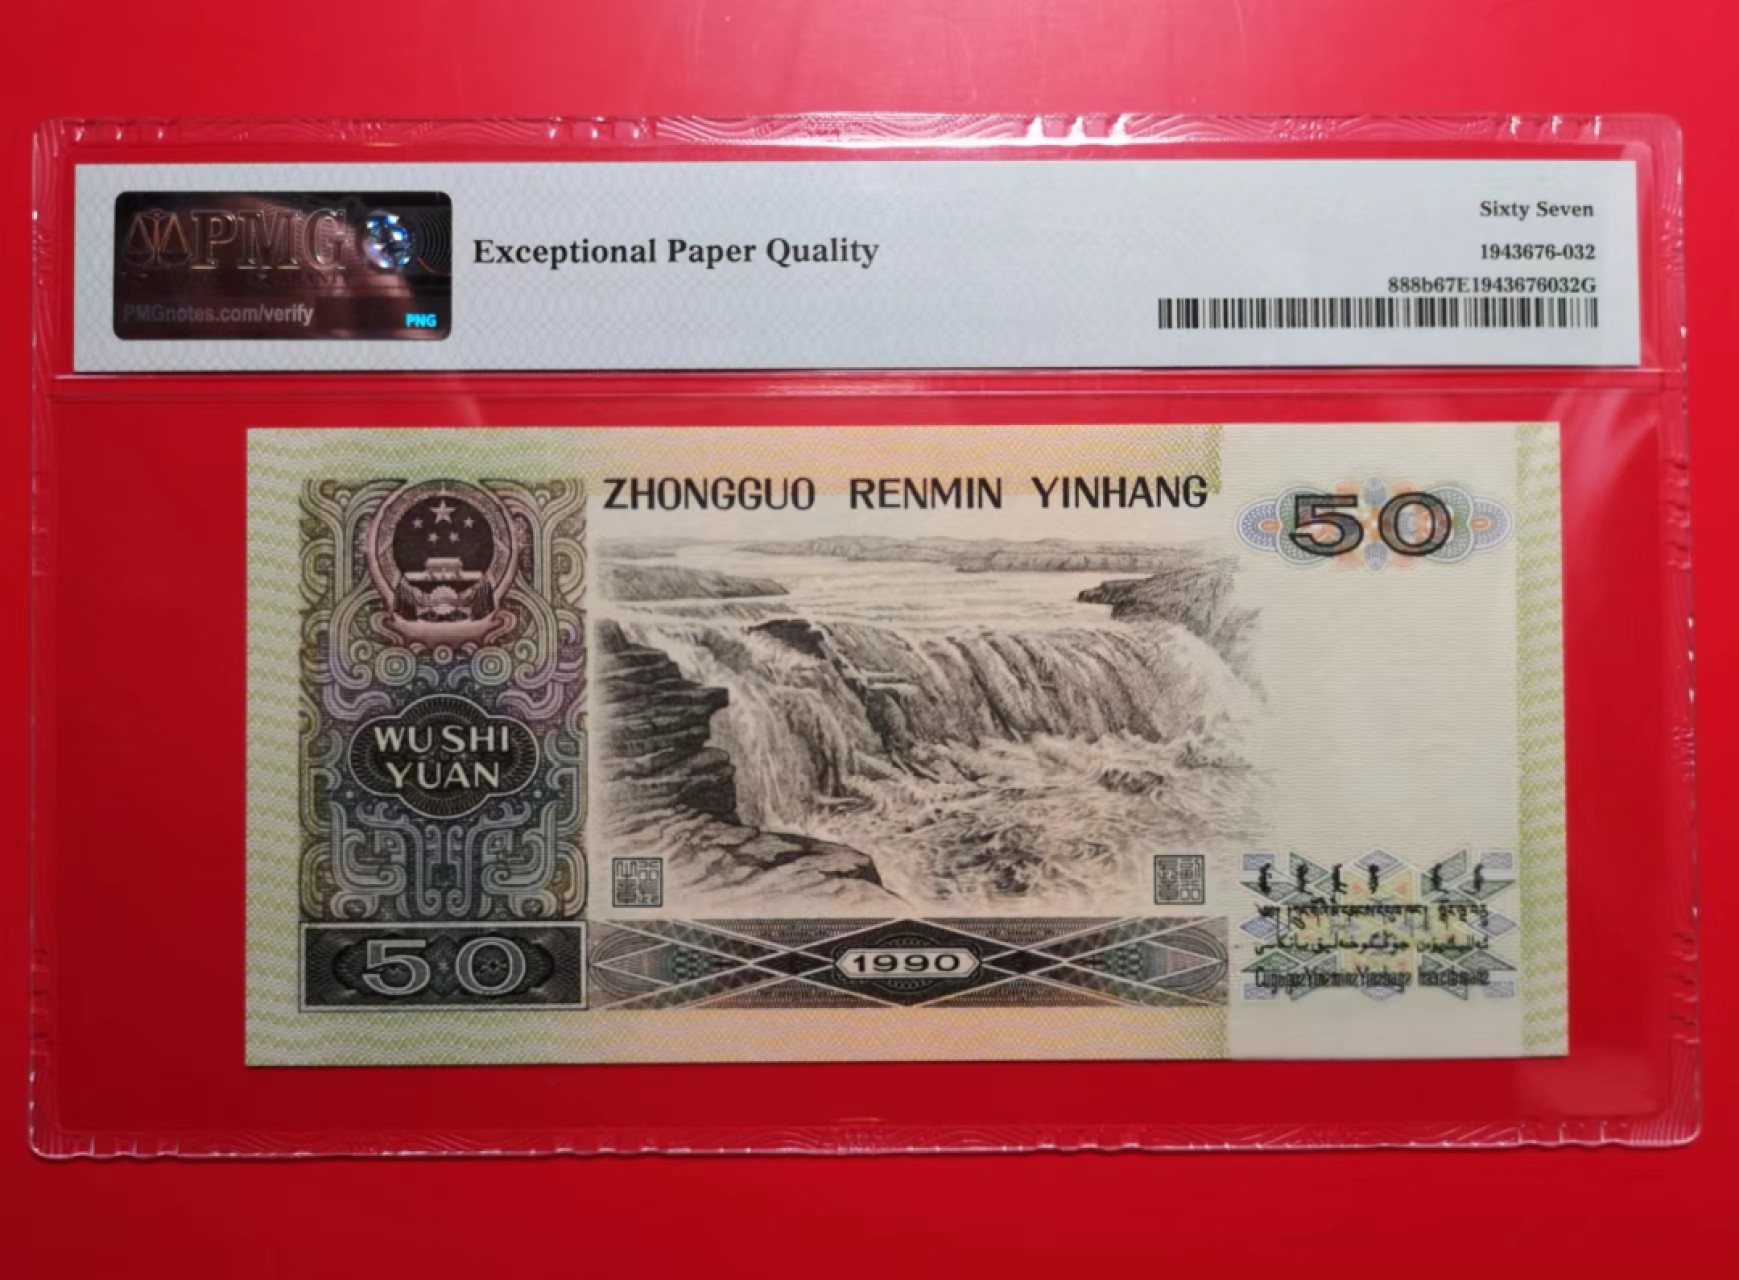 PMG
PMGnotes.com/verify
PNG
Exceptional Paper Quality
Sixty Seven
1943676-032
888b67E1943676032G
ZHONGGUO RENMIN YINHANG
50
WU SHI
YUAN
50
1990